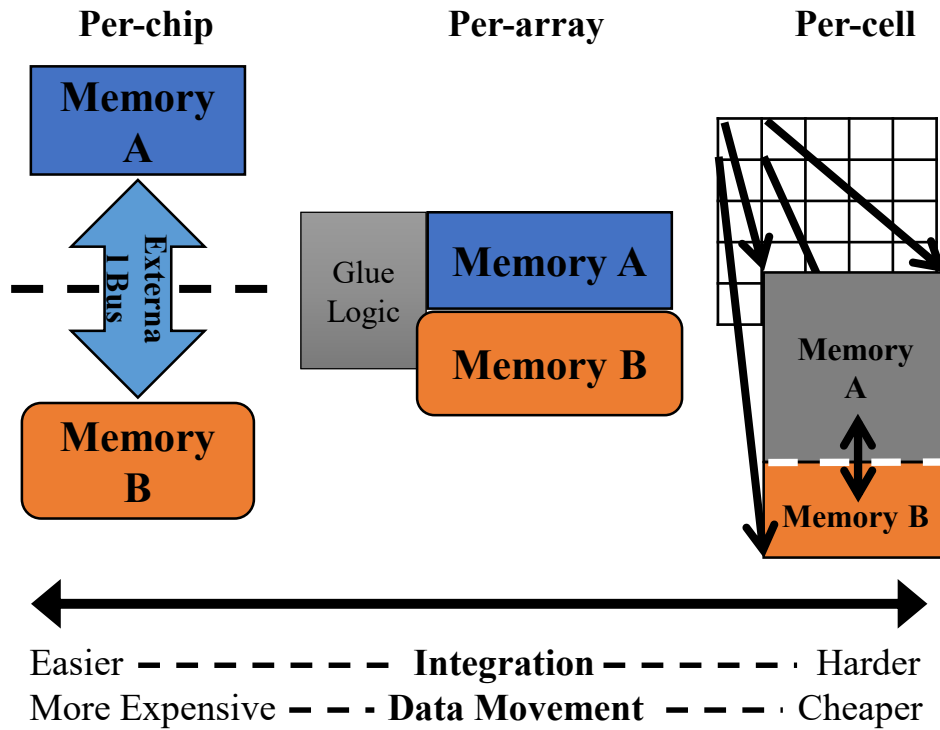 Per-chip
Per-array
Per-cell
Memory
A
Externa
l Bus
Memory
B
Glue
Logic
Memory A
Memory B
Memory
A
Memory B
Easier Integration Harder
More Expensive Data Movement Cheaper